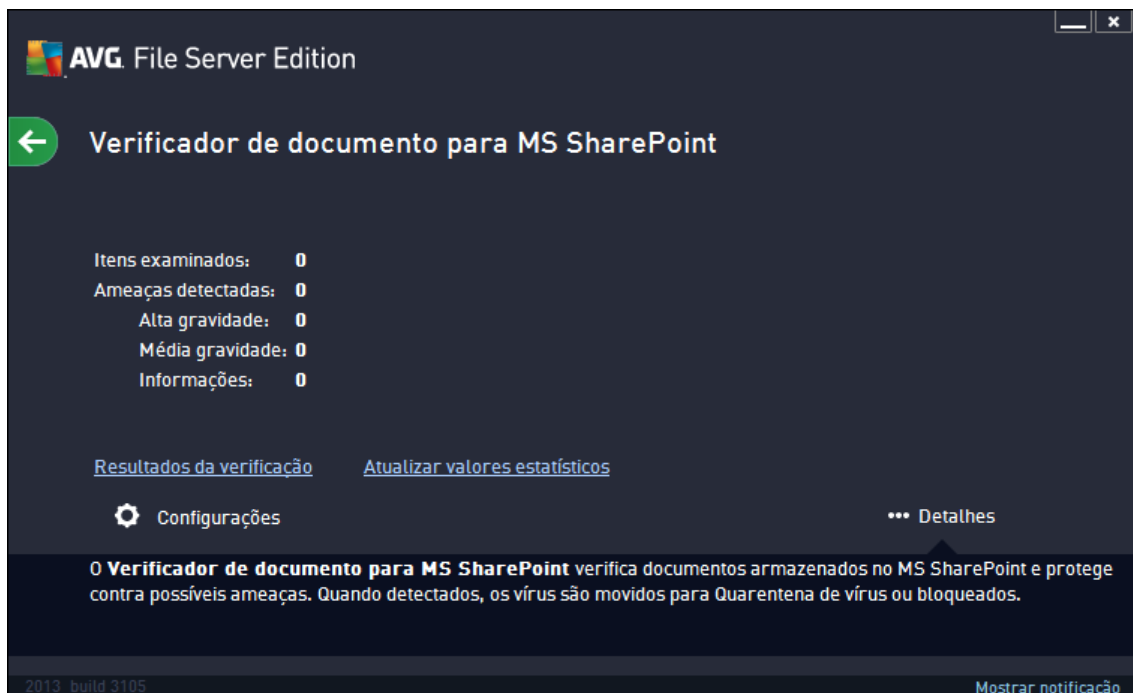 AVG. File Server Edition
Verificador de documento para MS SharePoint
Itens examinados: 0
Ameaças detectadas: 0
Alta gravidade: 0
Média gravidade: 0
Informações: 0
Resultados da verificação Atualizar valores estatísticos
Configurações ••• Detalhes
O Verificador de documento para MS SharePoint verifica documentos armazenados no MS SharePoint e protege
contra possíveis ameaças. Quando detectados, os vírus são movidos para Quarentena de vírus ou bloqueados.
2013 build 3105 Mostrar notificação